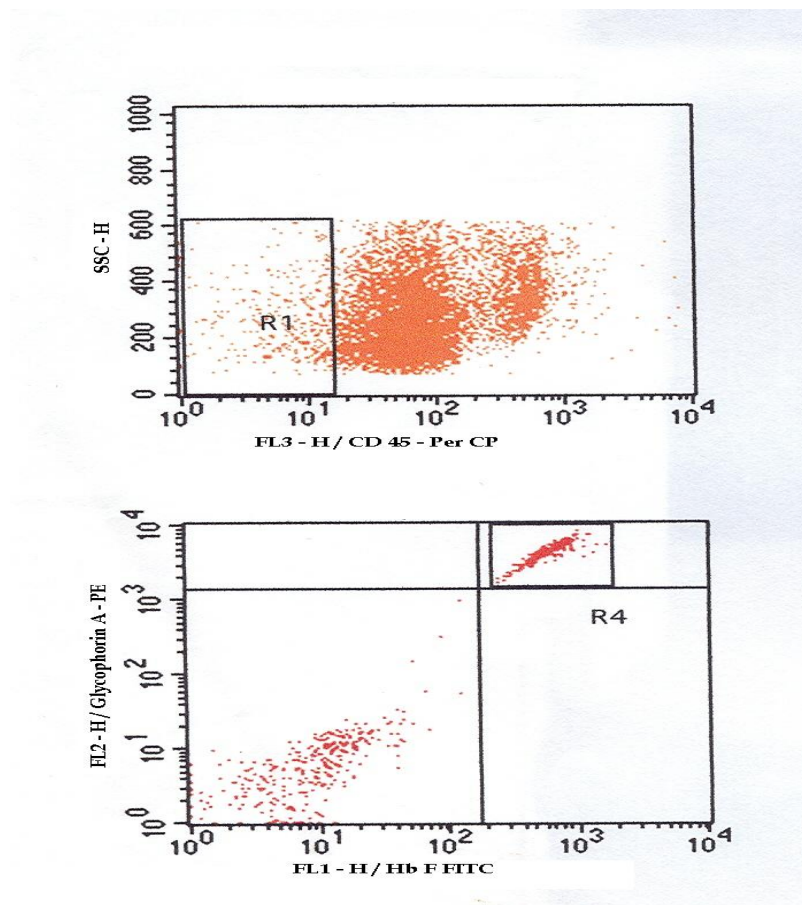 1000
800
600
400
200
0
SSC - H
R1
10⁰ 10¹ 10² 10³ 10⁴
FL3 - H / CD 45 - Per CP
10⁴
10³
10²
10¹
10⁰
FL2 - H / Glycophorin A - PE
R4
10⁰ 10¹ 10² 10³ 10⁴
FL1 - H / Hb F FITC